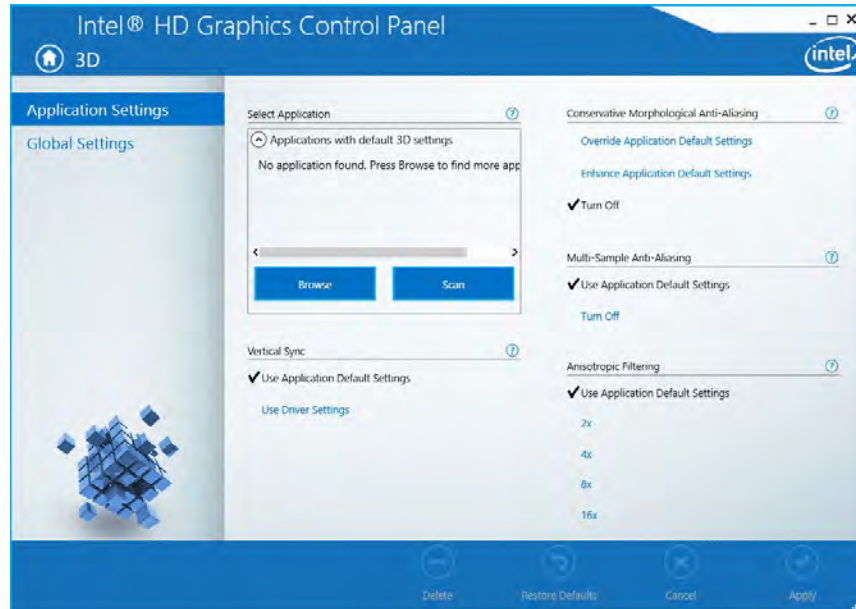 Intel® HD Graphics Control Panel
3D
intel
Application Settings
Global Settings
Select Application
Applications with default 3D settings
No application found. Press Browse to find more app
Browse
Scan
Vertical Sync
Use Application Default Settings
Use Driver Settings
Conservative Morphological Anti-Aliasing
Override Application Default Settings
Enhance Application Default Settings
Turn Off
Multi-Sample Anti-Aliasing
Use Application Default Settings
Turn Off
Anisotropic Filtering
Use Application Default Settings
2x
4x
8x
16x
Delete
Restore Defaults
Cancel
Apply